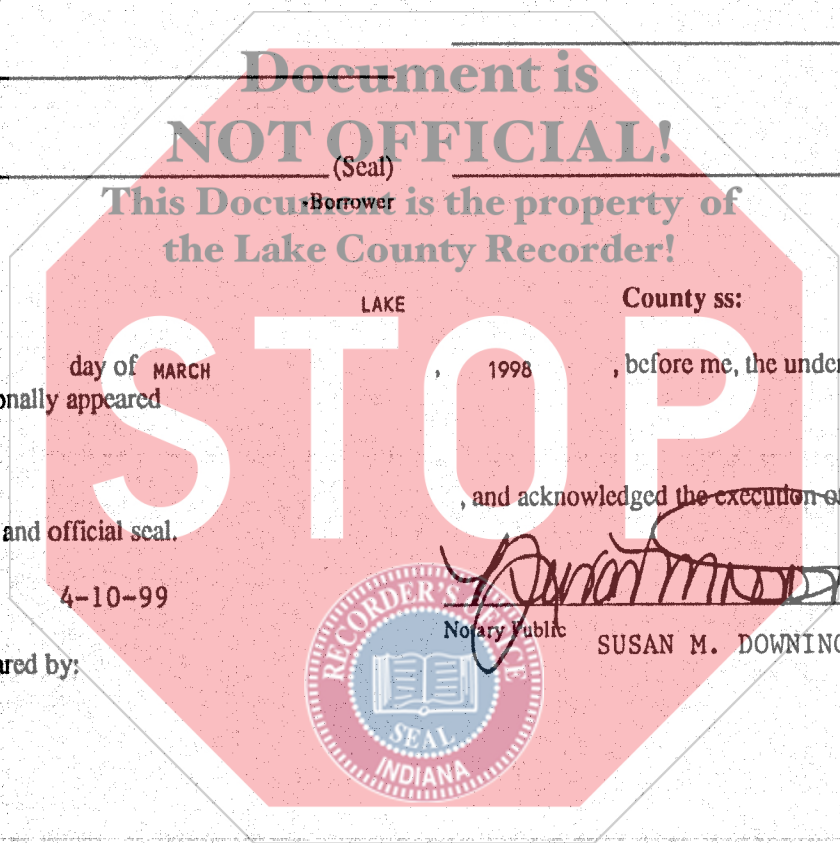 Document is
NOT OFFICIAL!
(Seal)
-Borrower
This Document is the property of
the Lake County Recorder!
LAKE County ss:
STOP
day of MARCH , 1998 , before me, the under
onally appeared
, and acknowledged the execution o
and official seal.
4-10-99
RECORDER'S OFFICE
SEAL
INDIANA
Notary Public SUSAN M. DOWNING
ared by: